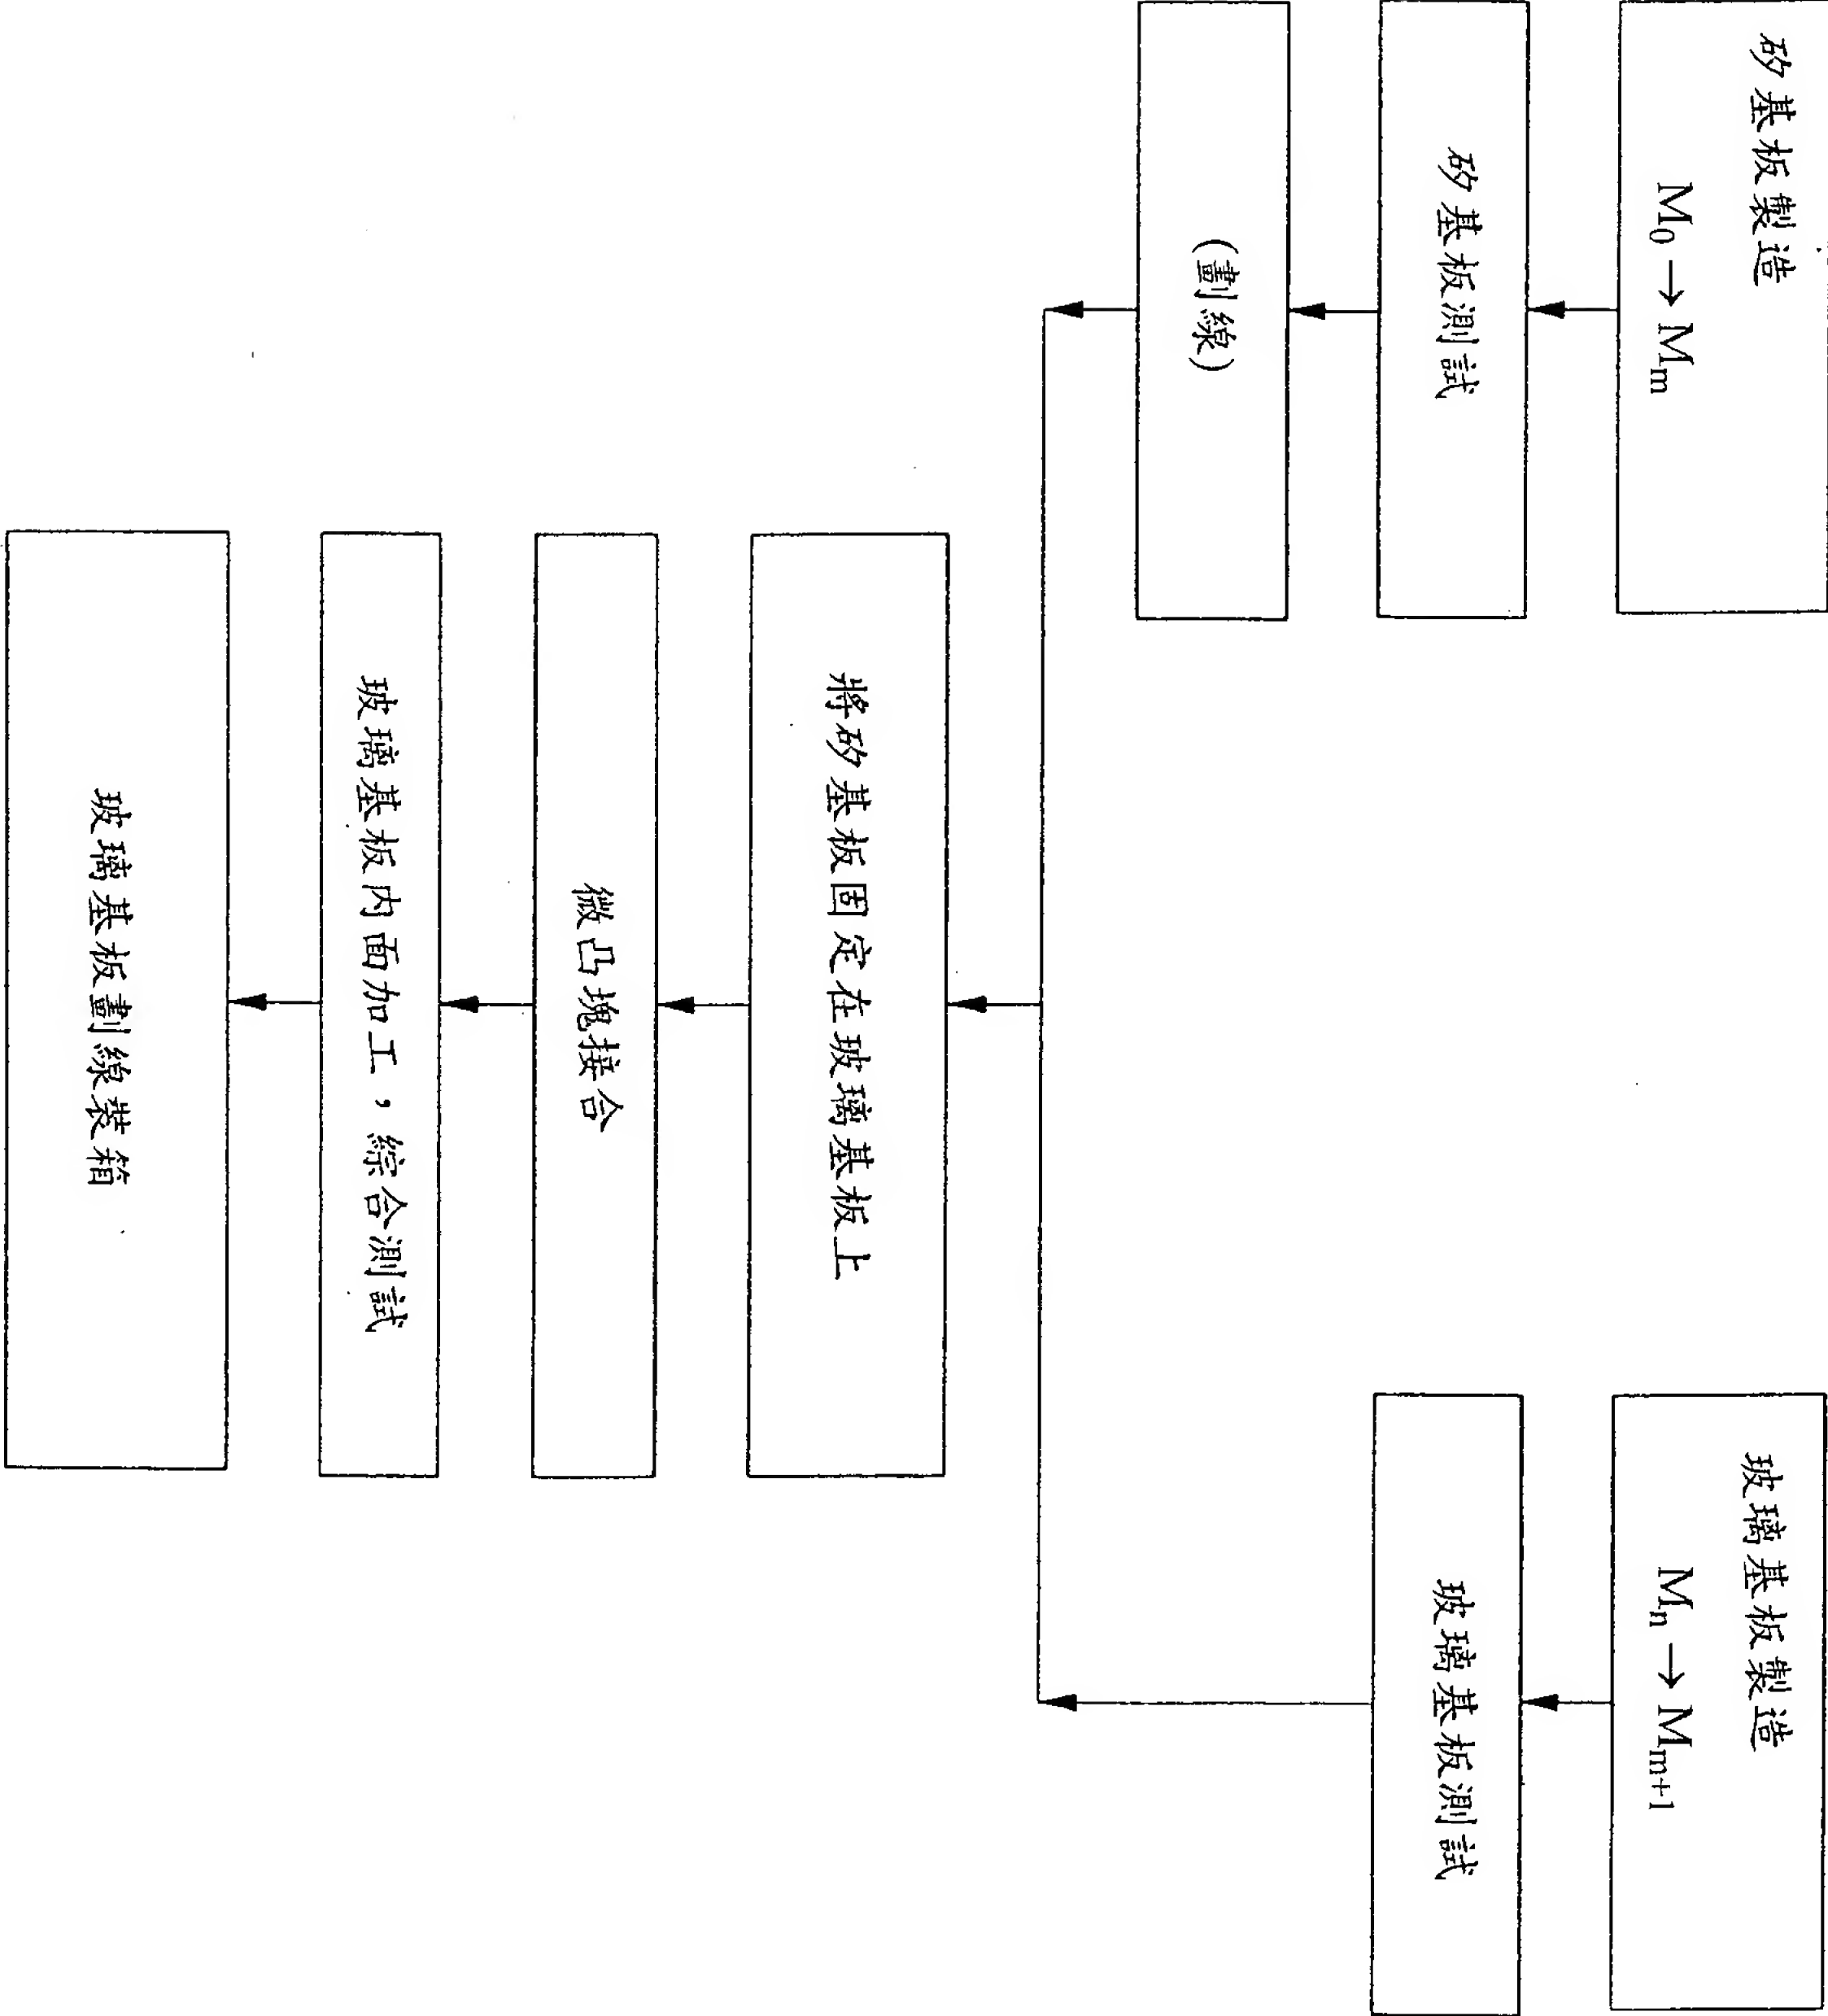 矽基板製造
M₀ → Mₘ
矽基板測試
(劃線)
玻璃基板製造
Mₙ → Mₘ₊₁
玻璃基板測試
將矽基板固定在玻璃基板上
微凸塊接合
玻璃基板內面加工，綜合測試
玻璃基板劃線裝箱